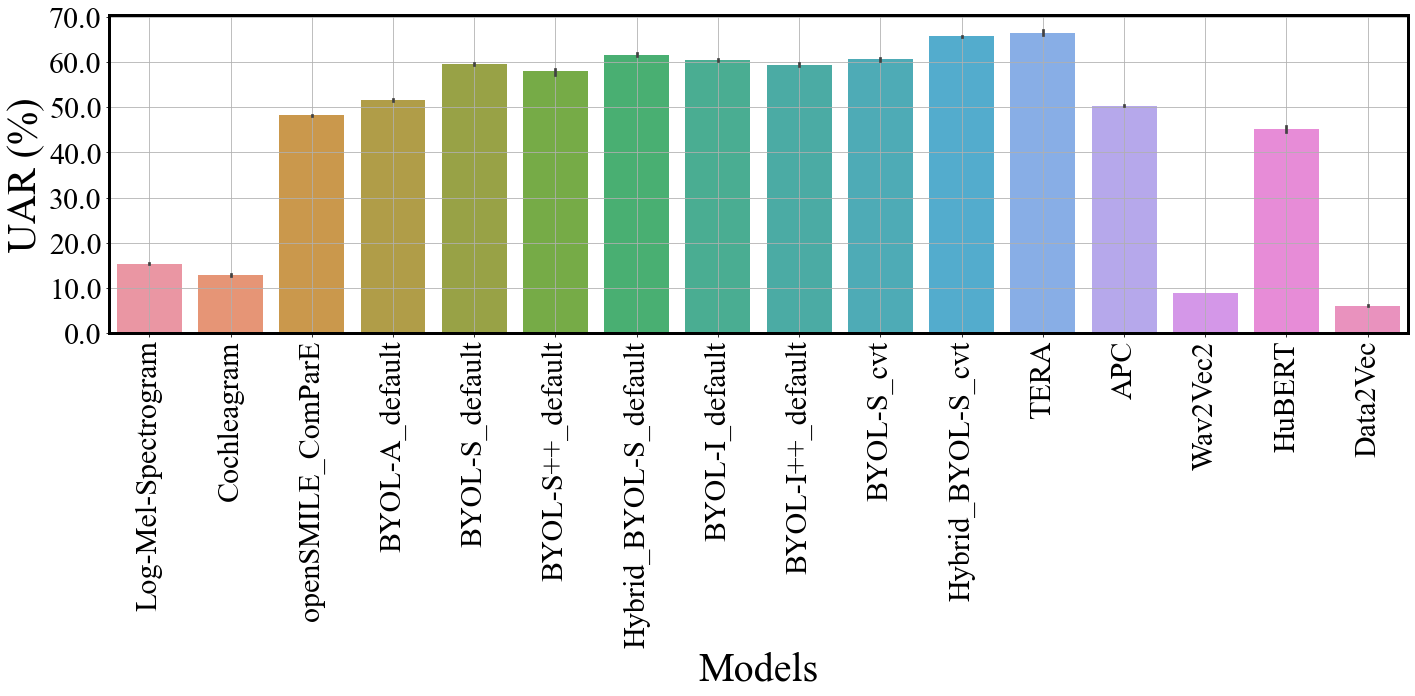 UAR (%)
70.0
60.0
50.0
40.0
30.0
20.0
10.0
0.0
Log-Mel-Spectrogram
Cochleagram
openSMILE_ComParE
BYOL-A_default
BYOL-S_default
BYOL-S++_default
Hybrid_BYOL-S_default
BYOL-I_default
BYOL-I++_default
BYOL-S_cvt
Hybrid_BYOL-S_cvt
TERA
APC
Wav2Vec2
HuBERT
Data2Vec
Models